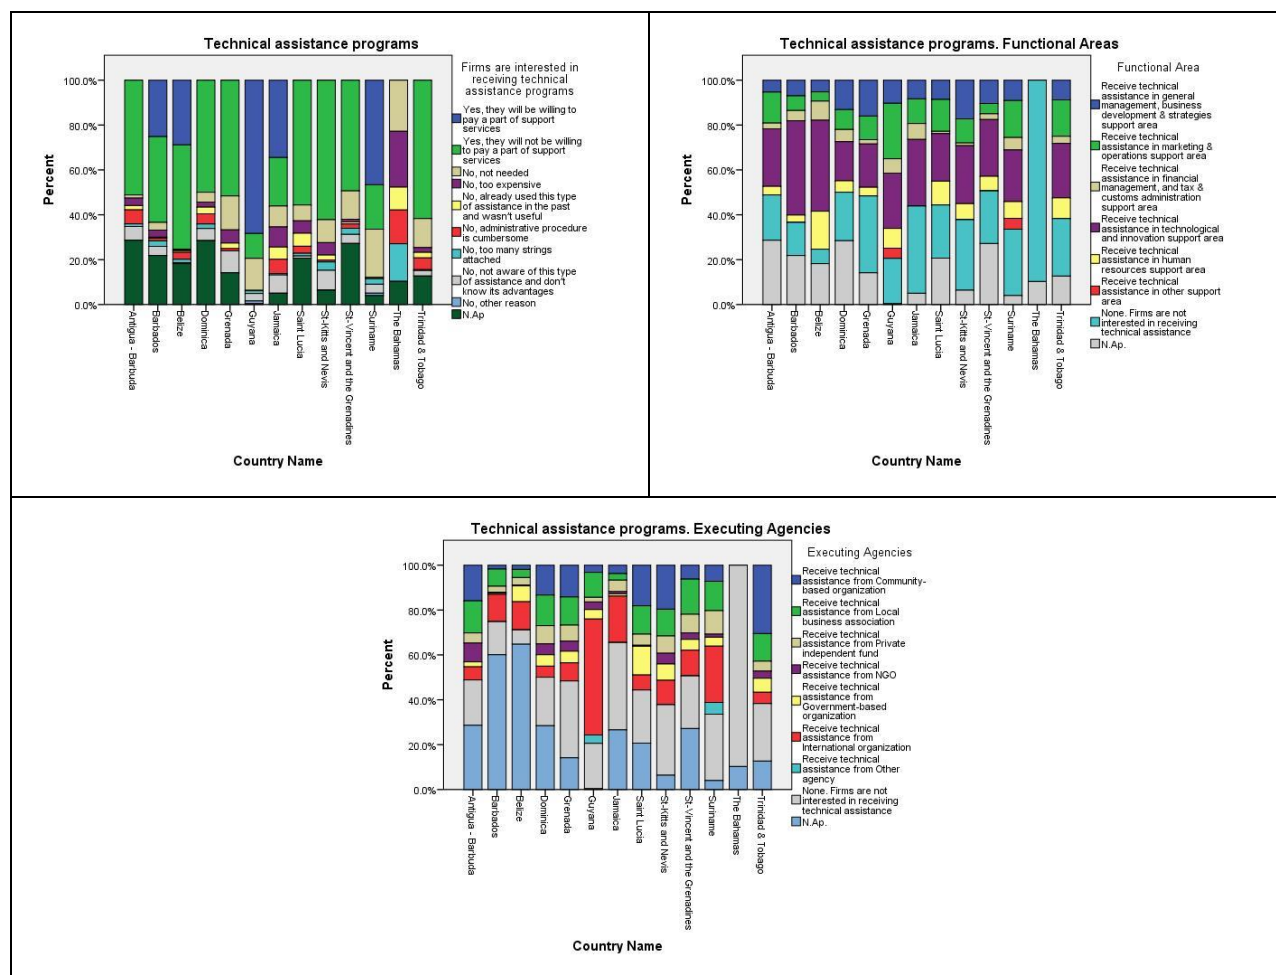 Technical assistance programs
Firms are interested in
receiving technical
assistance programs
100.0%
80.0%
60.0%
40.0%
20.0%
0.0%
Percent
Yes, they will be willing to
pay a part of support
services
Yes, they will not be willing
to pay a part of support
services
No, not needed
No, too expensive
No, already used this type
of assistance in the past
and wasn't useful
No, administrative procedure
is cumbersome
No, too many strings
attached
No, not aware of this type
of assistance and don't
know its advantages
No, other reason
N.Ap
Antigua - Barbuda
Barbados
Belize
Dominica
Grenada
Guyana
Jamaica
Saint Lucia
St-Kitts and Nevis
St-Vincent and the Grenadines
Suriname
The Bahamas
Trinidad & Tobago
Country Name
Technical assistance programs. Functional Areas
Functional Area
100.0%
80.0%
60.0%
40.0%
20.0%
0.0%
Percent
Receive technical
assistance in general
management, business
development & strategies
support area
Receive technical
assistance in marketing &
operations support area
Receive technical
assistance in financial
management, and tax &
customs administration
support area
Receive technical
assistance in technological
and innovation support area
Receive technical
assistance in human
resources support area
Receive technical
assistance in other support
area
None. Firms are not
interested in receiving
technical assistance
N.Ap.
Antigua - Barbuda
Barbados
Belize
Dominica
Grenada
Guyana
Jamaica
Saint Lucia
St-Kitts and Nevis
St-Vincent and the Grenadines
Suriname
The Bahamas
Trinidad & Tobago
Country Name
Technical assistance programs. Executing Agencies
Executing Agencies
100.0%
80.0%
60.0%
40.0%
20.0%
0.0%
Percent
Receive technical
assistance from Community-
based organization
Receive technical
assistance from Local
business association
Receive technical
assistance from Private
independent fund
Receive technical
assistance from NGO
Receive technical
assistance from
Government-based
organization
Receive technical
assistance from
International organization
Receive technical
assistance from Other
agency
None. Firms are not
interested in receiving
technical assistance
N.Ap.
Antigua - Barbuda
Barbados
Belize
Dominica
Grenada
Guyana
Jamaica
Saint Lucia
St-Kitts and Nevis
St-Vincent and the Grenadines
Suriname
The Bahamas
Trinidad & Tobago
Country Name